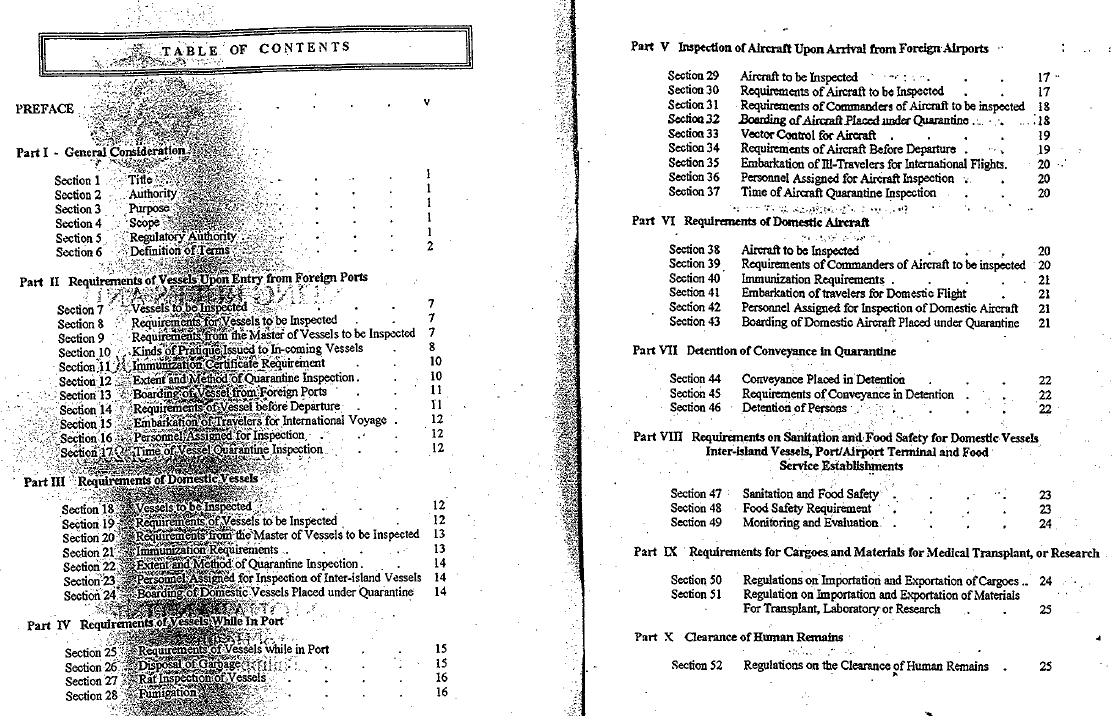 TABLE OF CONTENTS
PREFACE . . . . . v
Part I - General Consideration
Section 1 Title . . . . 1
Section 2 Authority . . . . 1
Section 3 Purpose . . . . 1
Section 4 Scope . . . . 1
Section 5 Regulatory Authority . . . 1
Section 6 Definition of Terms . . . 2
Part II Requirements of Vessels Upon Entry from Foreign Ports
Section 7 Vessels to be Inspected . . . 7
Section 8 Requirements for Vessels to be Inspected . . 7
Section 9 Requirements from the Master of Vessels to be Inspected 7
Section 10 Kinds of Pratique Issued to In-coming Vessels . 8
Section 11 Immunization Certificate Requirement . . 10
Section 12 Extent and Method of Quarantine Inspection . . 10
Section 13 Boarding of Vessel from Foreign Ports . . 11
Section 14 Requirements of Vessel before Departure . . 11
Section 15 Embarkation of Travelers for International Voyage . 12
Section 16 Personnel Assigned for Inspection . . . 12
Section 17 Time of Vessel Quarantine Inspection . . 12
Part III Requirements of Domestic Vessels
Section 18 Vessels to be Inspected . . . 12
Section 19 Requirements of Vessels to be Inspected . . 12
Section 20 Requirements from the Master of Vessels to be Inspected 13
Section 21 Immunization Requirements . . . 13
Section 22 Extent and Method of Quarantine Inspection . . 14
Section 23 Personnel Assigned for Inspection of Inter-island Vessels 14
Section 24 Boarding of Domestic Vessels Placed under Quarantine 14
Part IV Requirements of Vessels While In Port
Section 25 Requirements of Vessels while in Port . . 15
Section 26 Disposal of Garbage . . . 15
Section 27 Rat Inspection of Vessels . . . 16
Section 28 Fumigation . . . . 16
Part V Inspection of Aircraft Upon Arrival from Foreign Airports
Section 29 Aircraft to be Inspected . . . 17
Section 30 Requirements of Aircraft to be Inspected . . 17
Section 31 Requirements of Commanders of Aircraft to be inspected 18
Section 32 Boarding of Aircraft Placed under Quarantine . . 18
Section 33 Vector Control for Aircraft . . . . 19
Section 34 Requirements of Aircraft Before Departure . . 19
Section 35 Embarkation of Ill-Travelers for International Flights. 20
Section 36 Personnel Assigned for Aircraft Inspection . . 20
Section 37 Time of Aircraft Quarantine Inspection . . 20
Part VI Requirements of Domestic Aircraft
Section 38 Aircraft to be Inspected . . . 20
Section 39 Requirements of Commanders of Aircraft to be inspected 20
Section 40 Immunization Requirements . . . . 21
Section 41 Embarkation of travelers for Domestic Flight . 21
Section 42 Personnel Assigned for Inspection of Domestic Aircraft 21
Section 43 Boarding of Domestic Aircraft Placed under Quarantine 21
Part VII Detention of Conveyance in Quarantine
Section 44 Conveyance Placed in Detention . . . 22
Section 45 Requirements of Conveyance in Detention . . 22
Section 46 Detention of Persons . . . . 22
Part VIII Requirements on Sanitation and Food Safety for Domestic Vessels
Inter-island Vessels, Port/Airport Terminal and Food
Service Establishments
Section 47 Sanitation and Food Safety . . . . 23
Section 48 Food Safety Requirement . . . . 23
Section 49 Monitoring and Evaluation . . . . 24
Part IX Requirements for Cargoes and Materials for Medical Transplant, or Research
Section 50 Regulations on Importation and Exportation of Cargoes .. 24
Section 51 Regulation on Importation and Exportation of Materials
For Transplant, Laboratory or Research . . 25
Part X Clearance of Human Remains
Section 52 Regulations on the Clearance of Human Remains . 25